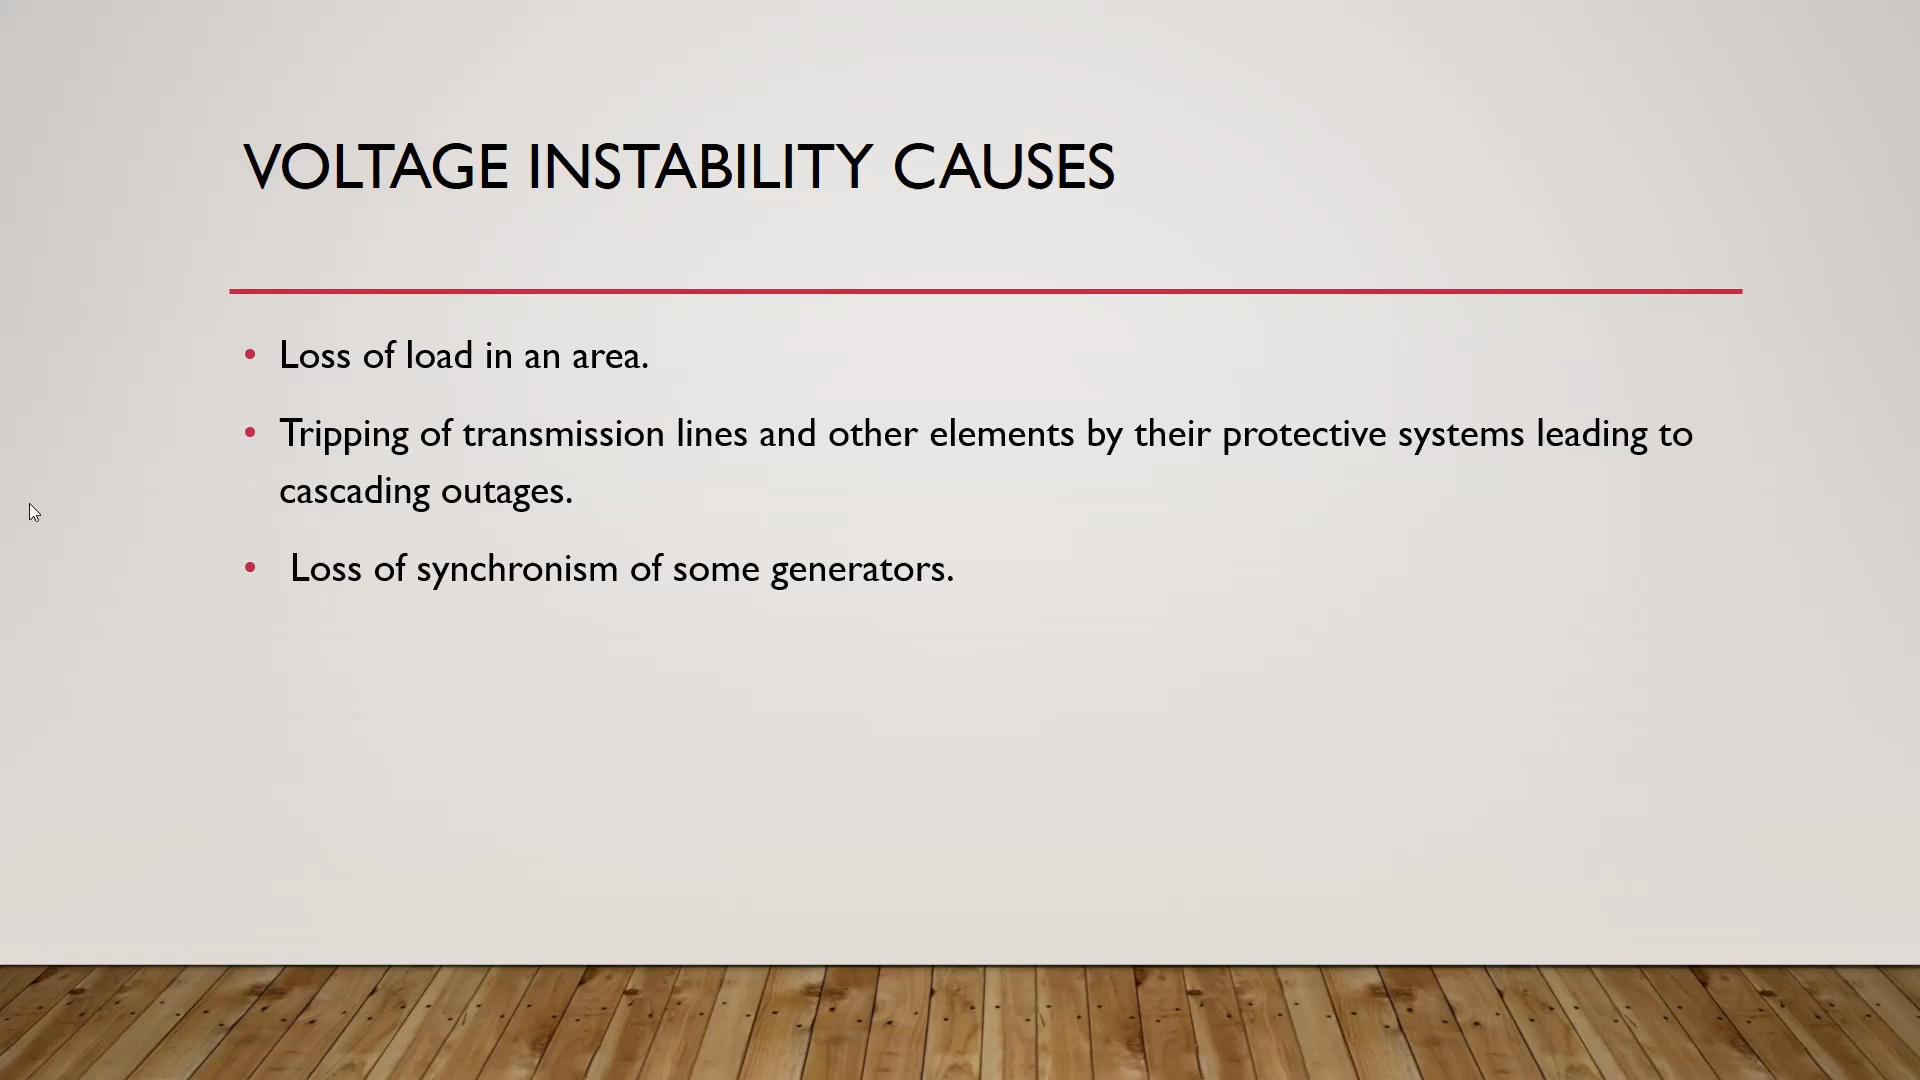 VOLTAGE INSTABILITY CAUSES
• Loss of load in an area.
• Tripping of transmission lines and other elements by their protective systems leading to
cascading outages.
• Loss of synchronism of some generators.